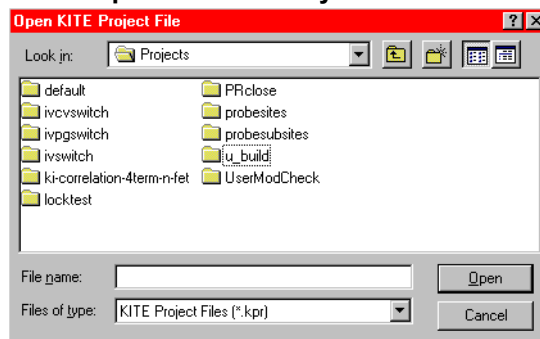 Open KITE Project File
Look in: Projects
default
ivcvswitch
ivpgswitch
ivswitch
ki-correlation-4term-n-fet
locktest
PRclose
probesites
probesubsites
u_build
UserModCheck
File name:
Open
Files of type: KITE Project Files (*.kpr)
Cancel